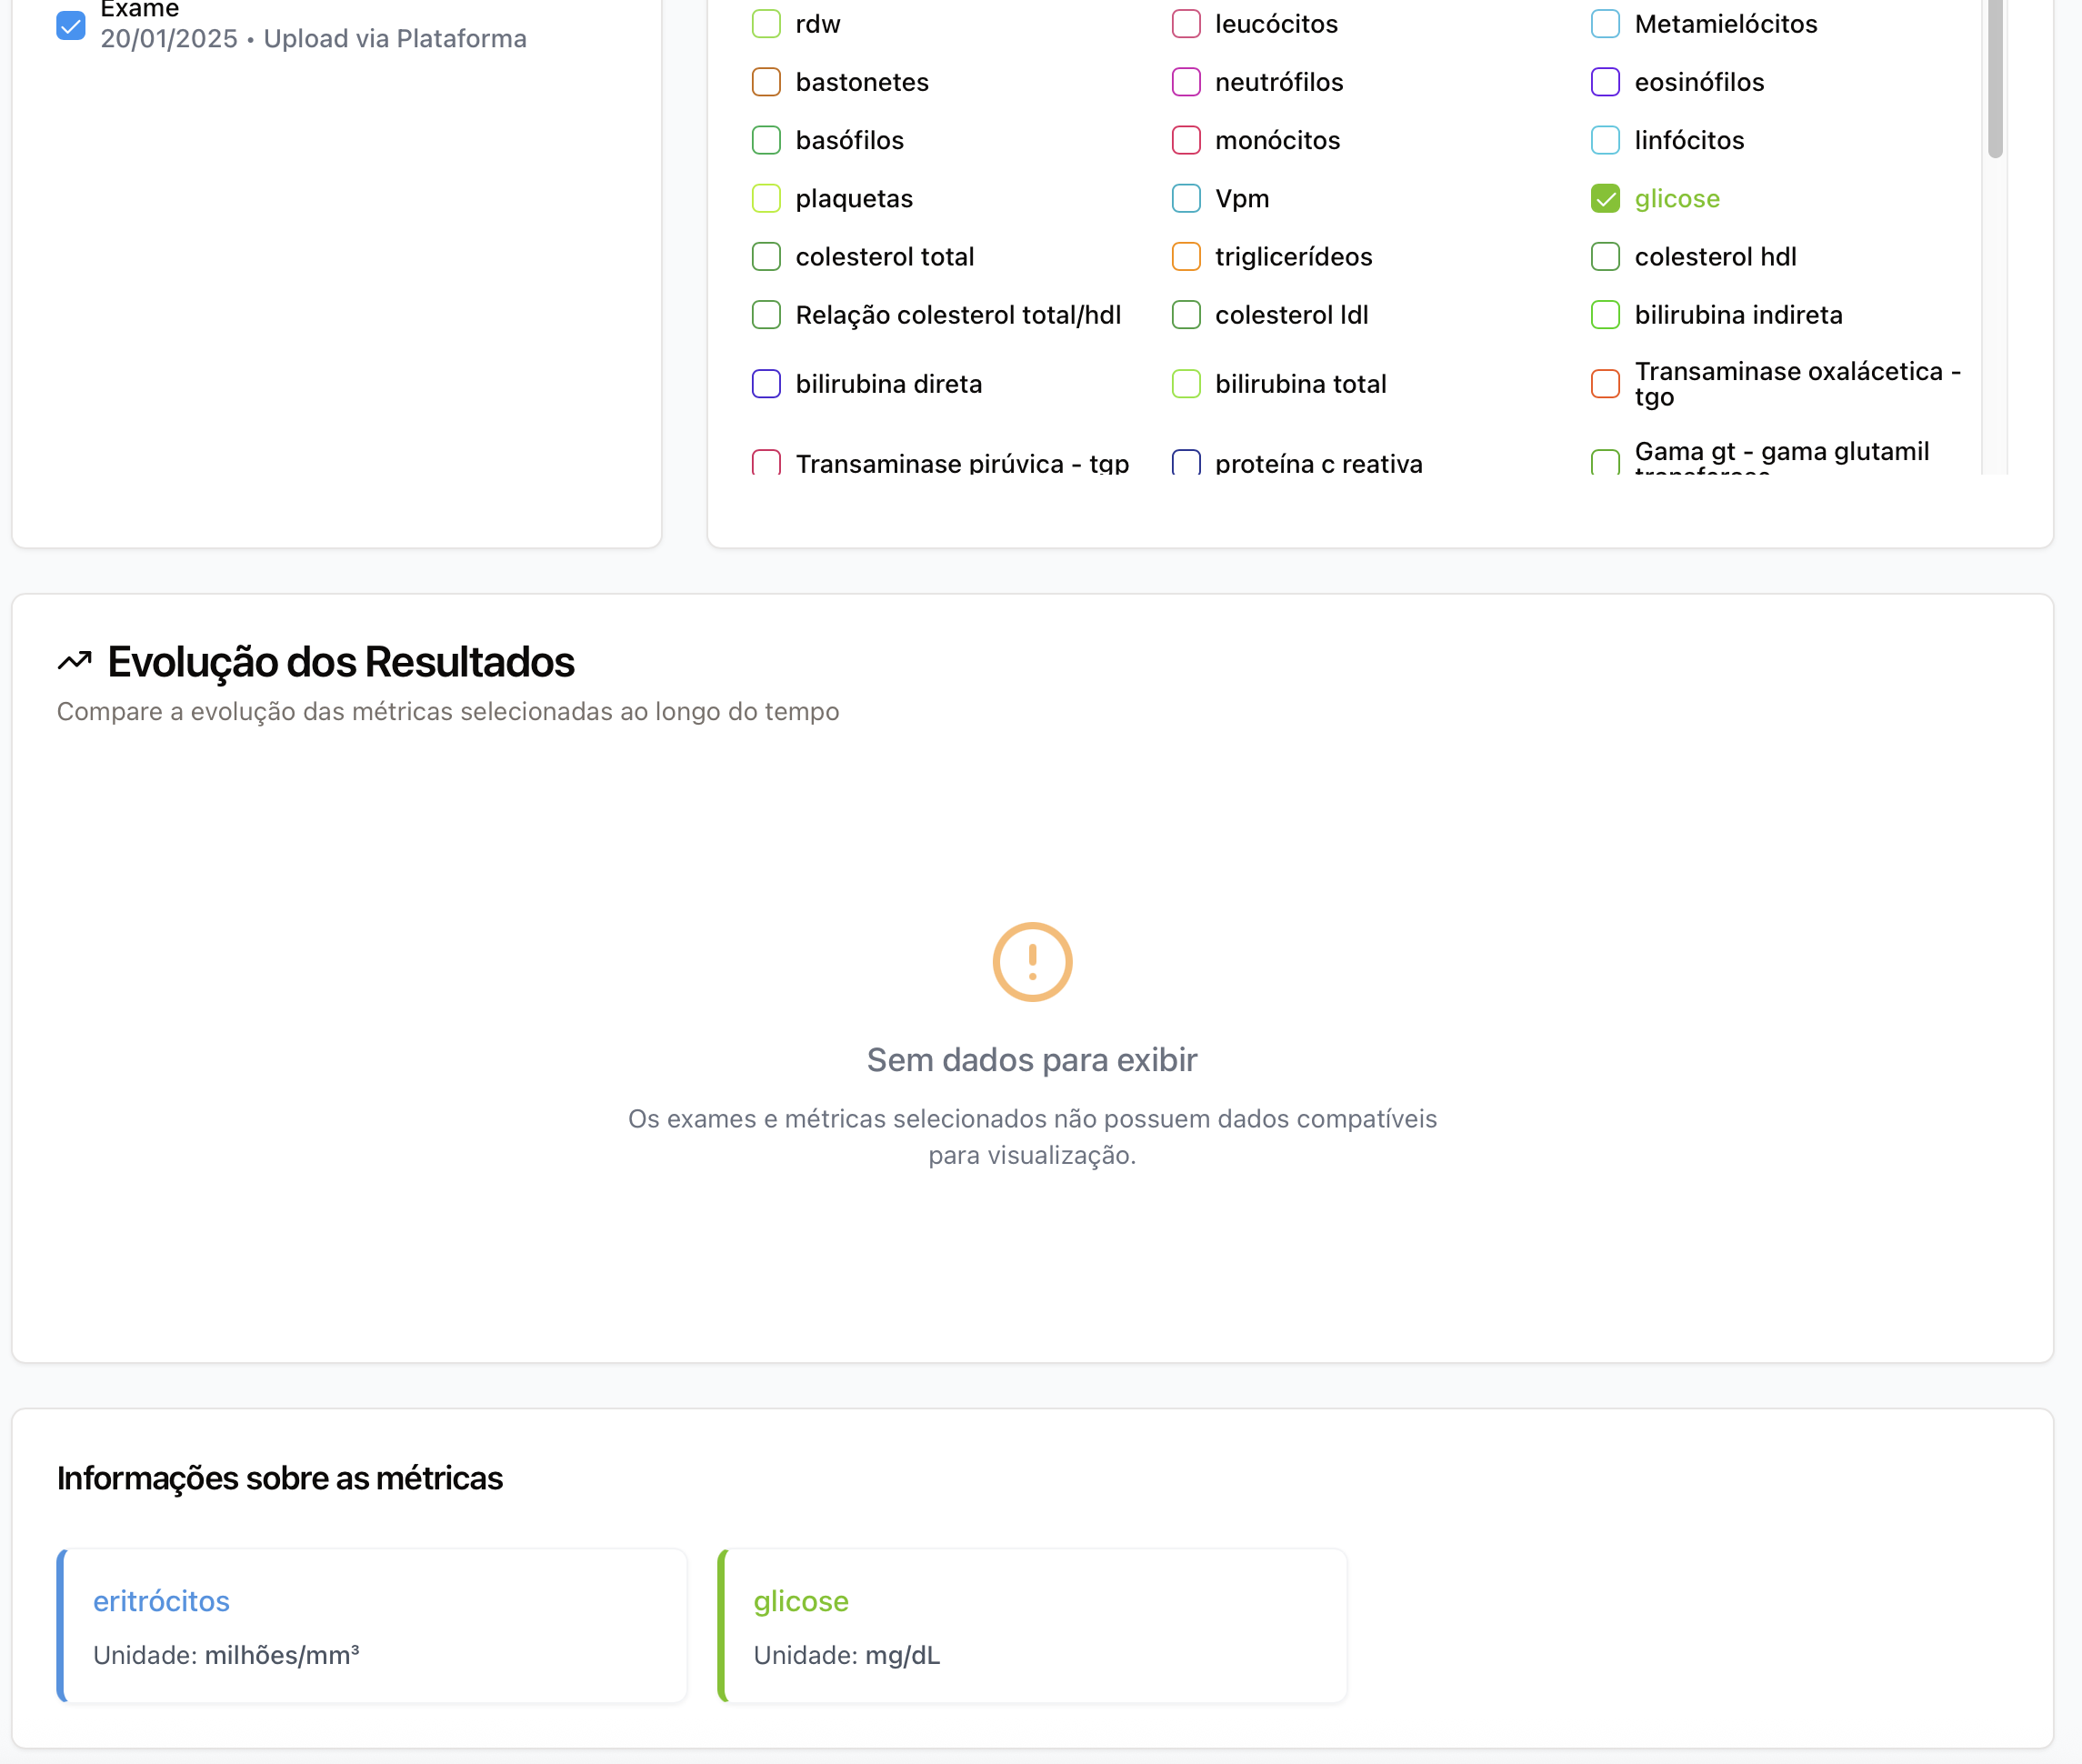 Exame
20/01/2025 • Upload via Plataforma
rdw
leucócitos
Metamielócitos
bastonetes
neutrófilos
eosinófilos
basófilos
monócitos
linfócitos
plaquetas
Vpm
glicose
colesterol total
triglicerídeos
colesterol hdl
Relação colesterol total/hdl
colesterol ldl
bilirubina indireta
bilirubina direta
bilirubina total
Transaminase oxalácetica -
tgo
Transaminase pirúvica - tgp
proteína c reativa
Gama gt - gama glutamil
Evolução dos Resultados
Compare a evolução das métricas selecionadas ao longo do tempo
Sem dados para exibir
Os exames e métricas selecionados não possuem dados compatíveis
para visualização.
Informações sobre as métricas
eritrócitos
Unidade: milhões/mm³
glicose
Unidade: mg/dL